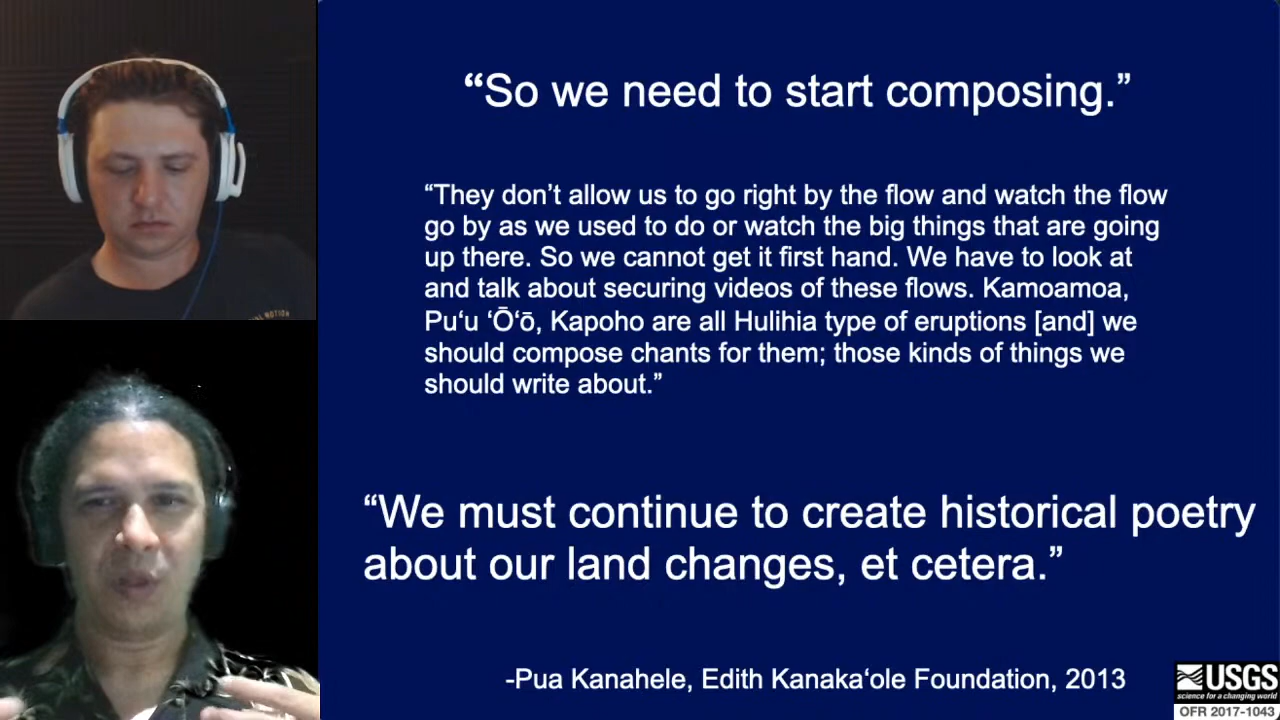 “So we need to start composing.”
“They don’t allow us to go right by the flow and watch the flow
go by as we used to do or watch the big things that are going
up there. So we cannot get it first hand. We have to look at
and talk about securing videos of these flows. Kamoamoa,
Pu‘u ‘Ō‘ō, Kapoho are all Hulihia type of eruptions [and] we
should compose chants for them; those kinds of things we
should write about.”
“We must continue to create historical poetry
about our land changes, et cetera.”
-Pua Kanahele, Edith Kanaka‘ole Foundation, 2013
USGS
science for a changing world
OFR 2017-1043